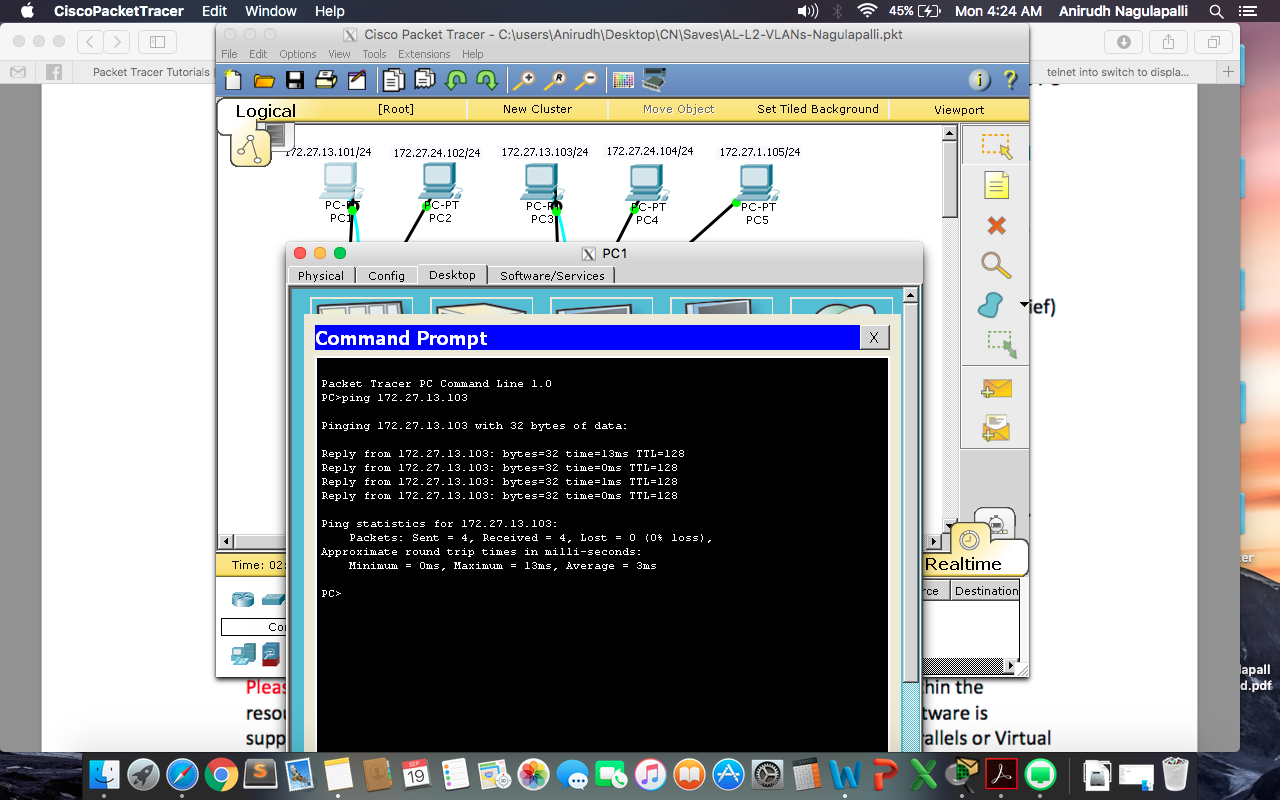 CiscoPacketTracer Edit Window Help 45% Mon 4:24 AM Anirudh Nagulapalli
Cisco Packet Tracer - C:\users\Anirudh\Desktop\CN\Saves\AL-L2-VLANs-Nagulapalli.pkt
File Edit Options View Tools Extensions Help
Packet Tracer Tutorials
telnet into switch to displa...
Logical [Root] New Cluster Move Object Set Tiled Background Viewport
172.27.13.101/24 172.27.24.102/24 172.27.13.103/24 172.27.24.104/24 172.27.1.105/24
PC-PT PC-PT PC-PT PC-PT PC-PT
PC1 PC2 PC3 PC4 PC5
PC1
Physical Config Desktop Software/Services
ief)
Command Prompt X
Packet Tracer PC Command Line 1.0
PC>ping 172.27.13.103
Pinging 172.27.13.103 with 32 bytes of data:
Reply from 172.27.13.103: bytes=32 time=13ms TTL=128
Reply from 172.27.13.103: bytes=32 time=0ms TTL=128
Reply from 172.27.13.103: bytes=32 time=1ms TTL=128
Reply from 172.27.13.103: bytes=32 time=0ms TTL=128
Ping statistics for 172.27.13.103:
Packets: Sent = 4, Received = 4, Lost = 0 (0% loss),
Approximate round trip times in milli-seconds:
Minimum = 0ms, Maximum = 13ms, Average = 3ms
PC>
Time: 02:
Realtime
rce Destination
Co
Pleas
hin the
resou
tware is
supp
rallels or Virtual
ter
lapall
d.pdf
SEP
19